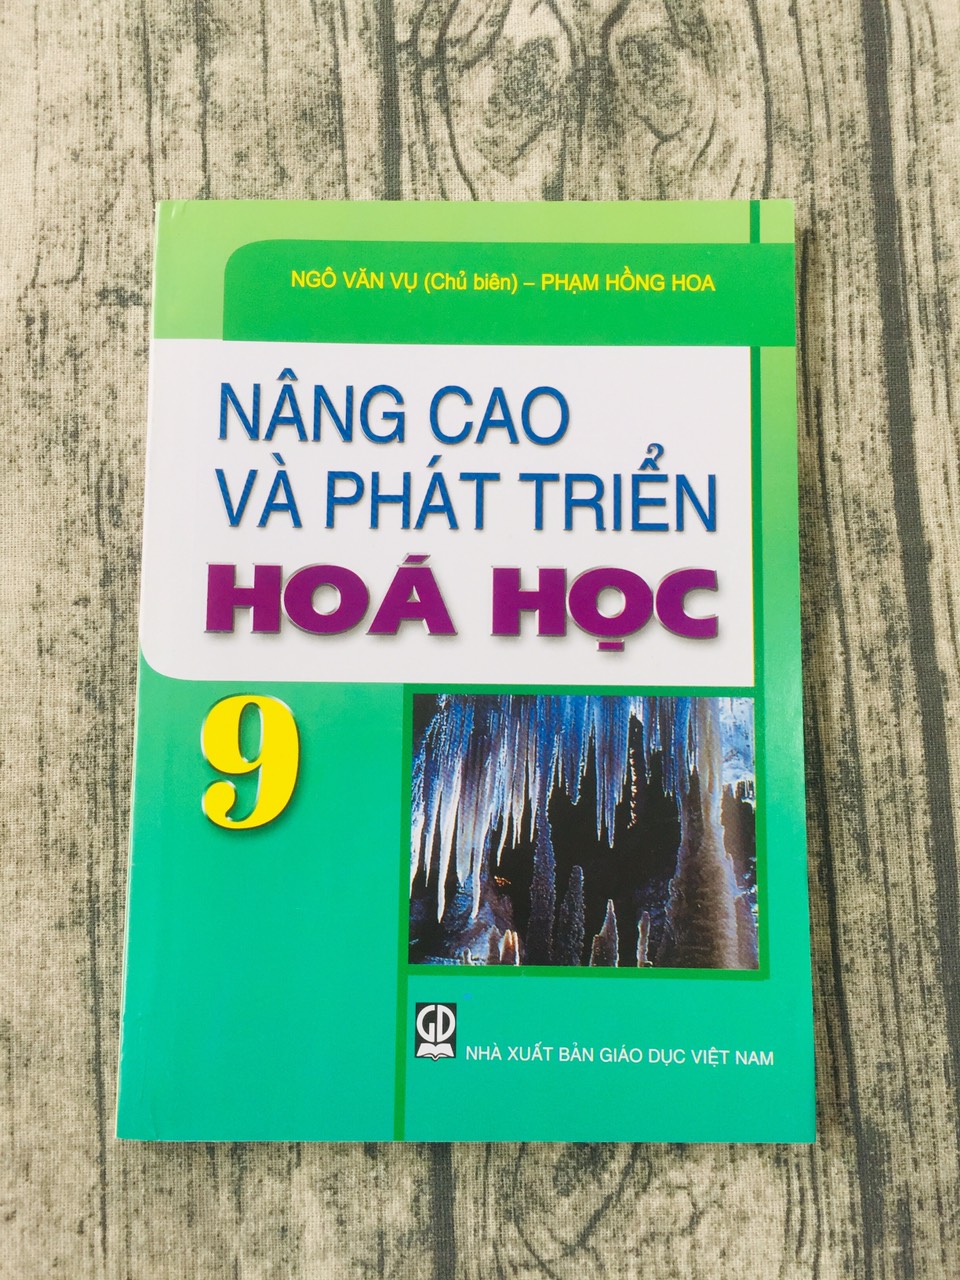 NGÔ VĂN VỤ (Chủ biên) – PHẠM HỒNG HOA
NÂNG CAO
VÀ PHÁT TRIỂN
HOÁ HỌC
9
GD
NHÀ XUẤT BẢN GIÁO DỤC VIỆT NAM